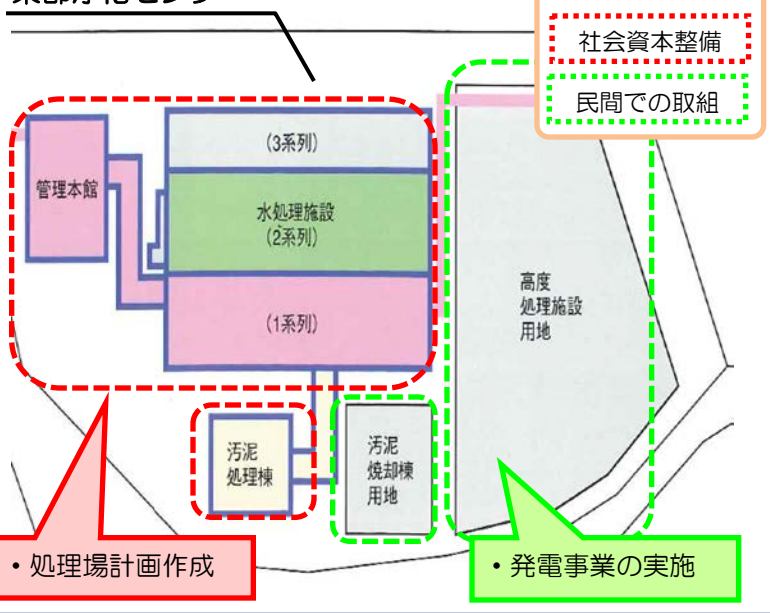 社会資本整備
民間での取組
(3系列)
管理本館
水処理施設
(2系列)
高度
処理施設
用地
(1系列)
汚泥
処理棟
汚泥
焼却棟
用地
・処理場計画作成
・発電事業の実施